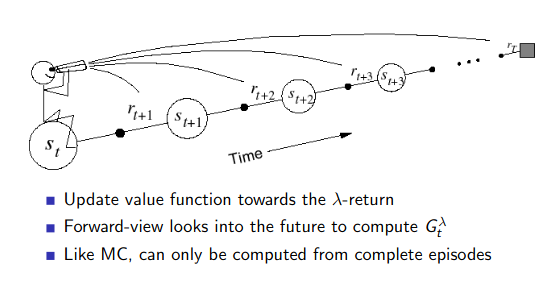 r_T
r_{t+3} s_{t+3}
r_{t+2} s_{t+2}
r_{t+1} s_{t+1}
s_t
Time
Update value function towards the λ-return
Forward-view looks into the future to compute G_t^λ
Like MC, can only be computed from complete episodes